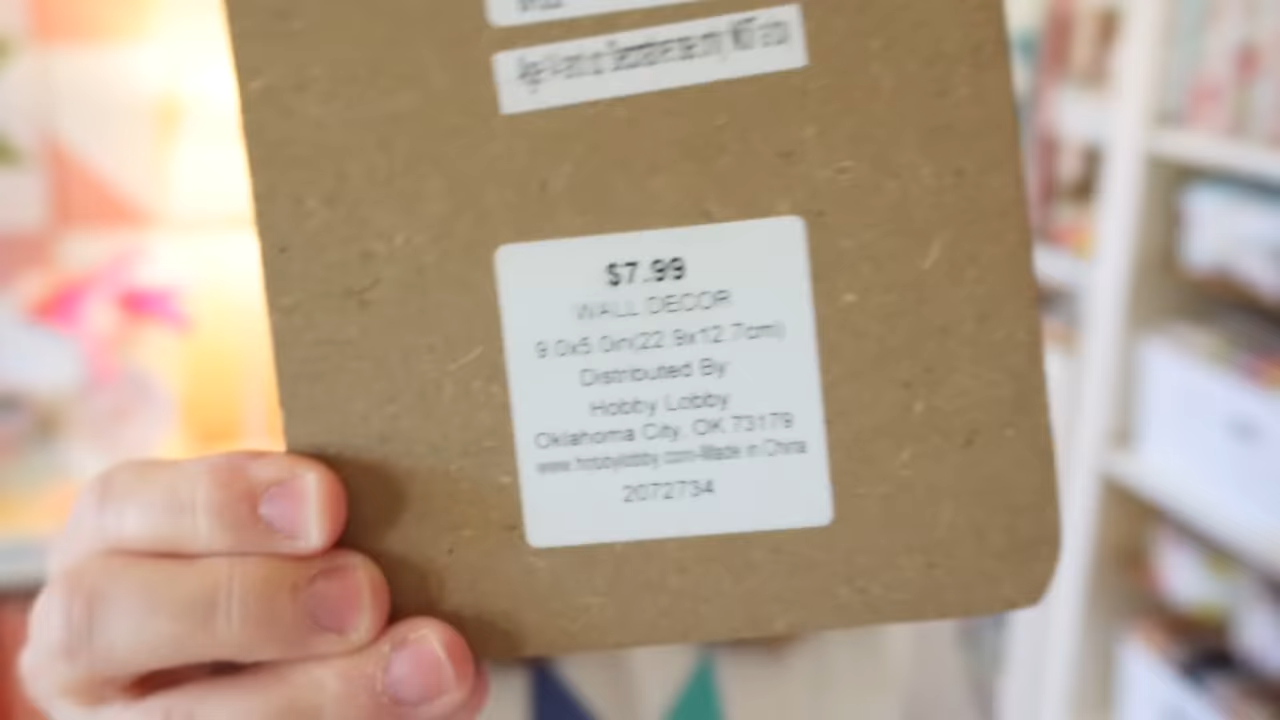 $7.99
WALL DECOR
9.0x5.0in(22.9x12.7cm)
Distributed By
Hobby Lobby
Oklahoma City, OK 73179
www.hobbylobby.com-Made in China
2072734